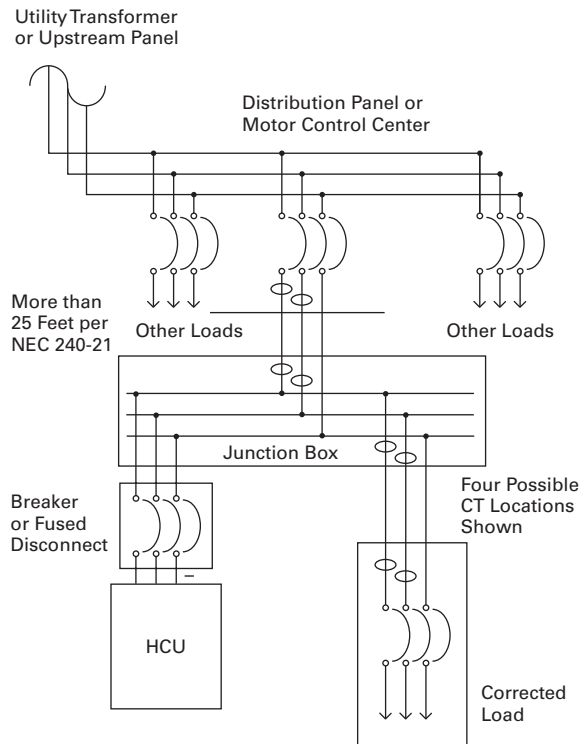 Utility Transformer
or Upstream Panel
Distribution Panel or
Motor Control Center
More than
25 Feet per
NEC 240-21
Other Loads
Other Loads
Junction Box
Breaker
or Fused
Disconnect
Four Possible
CT Locations
Shown
HCU
Corrected
Load